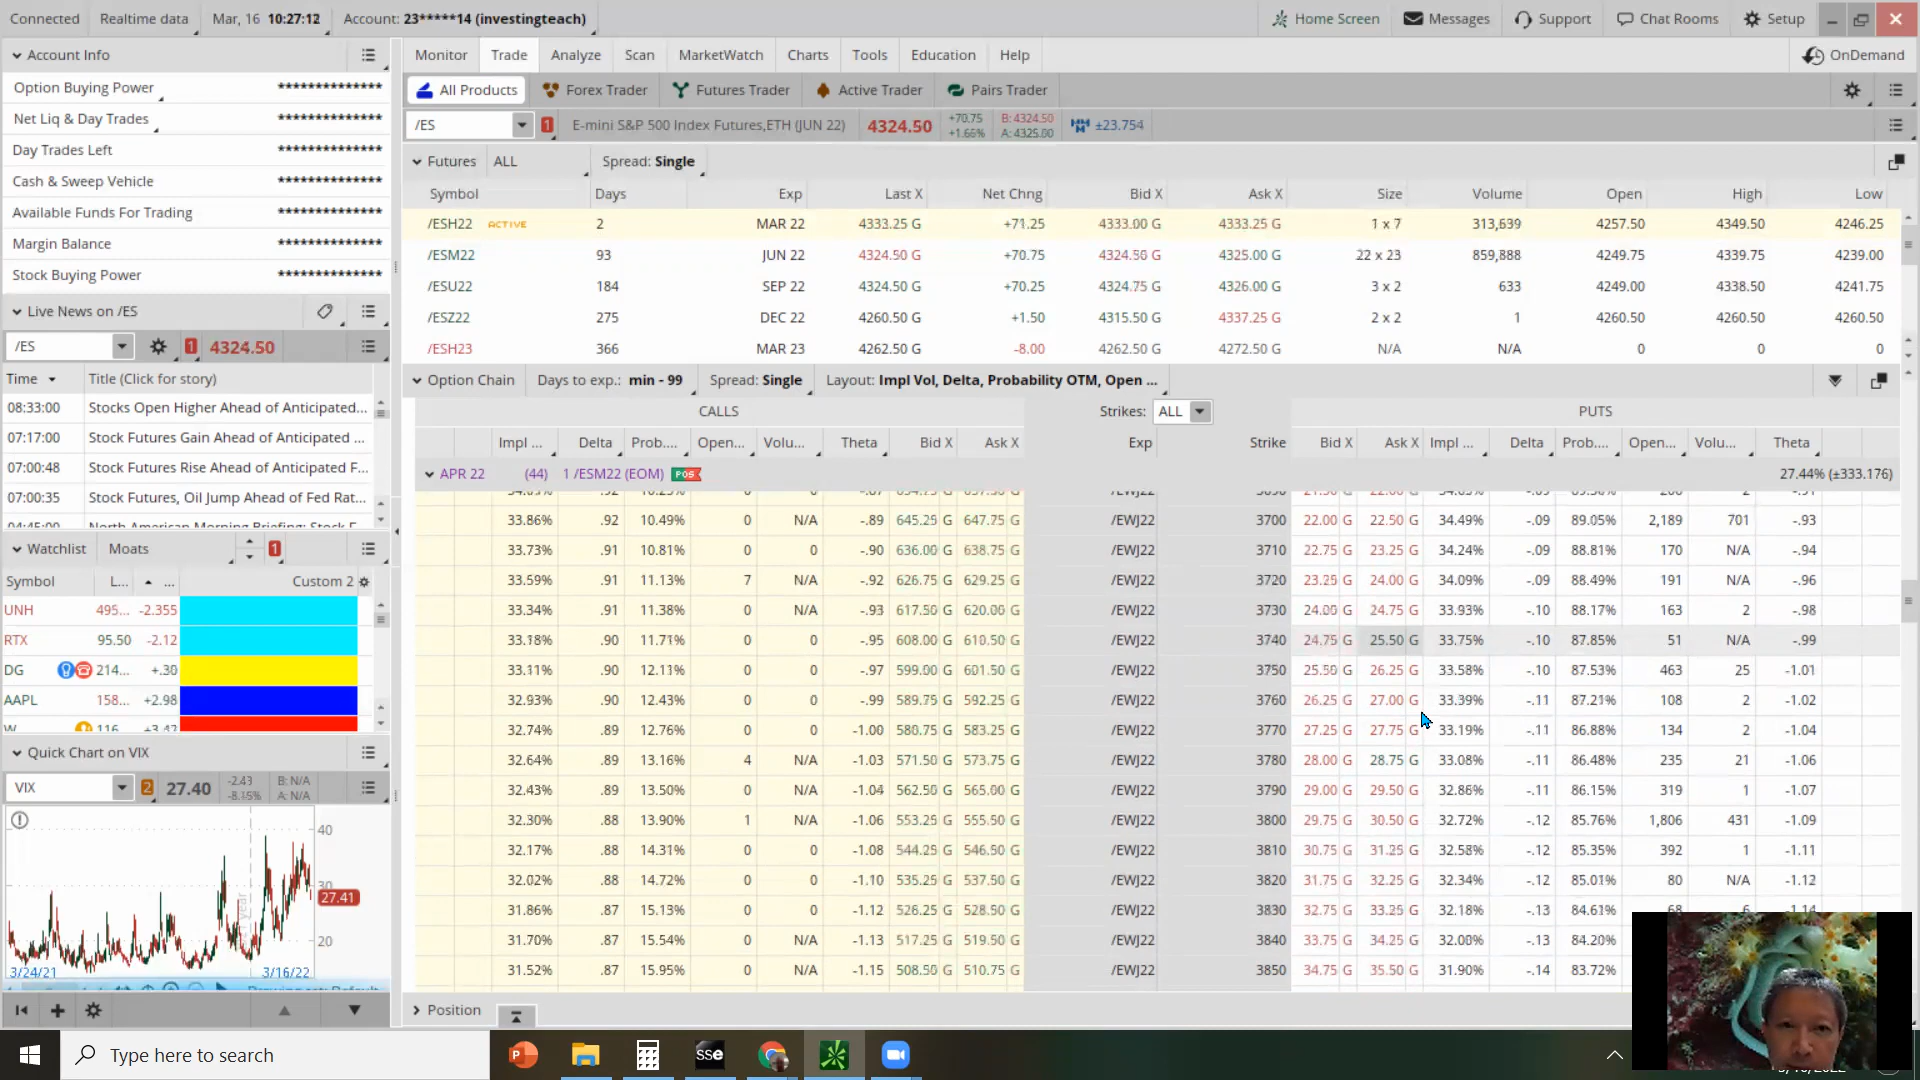 Connected Realtime data Mar, 16 10:27:12 Account: 23*****14 (investingteach) Home Screen Messages Support Chat Rooms Setup
Account Info
Option Buying Power **************
Net Liq & Day Trades **************
Day Trades Left **************
Cash & Sweep Vehicle **************
Available Funds For Trading **************
Margin Balance **************
Stock Buying Power **************
Live News on /ES
/ES 1 4324.50
Time Title (Click for story)
08:33:00 Stocks Open Higher Ahead of Anticipated...
07:17:00 Stock Futures Gain Ahead of Anticipated ...
07:00:48 Stock Futures Rise Ahead of Anticipated F...
07:00:35 Stock Futures, Oil Jump Ahead of Fed Rat...
04:45:00 North American Morning Briefing: Stock F...
Watchlist Moats 1
Symbol L... ... Custom 2
UNH 495... -2.355
RTX 95.50 -2.12
DG 214... +.30
AAPL 158... +2.98
W 116 +3.42
Quick Chart on VIX
VIX 2 27.40 -2.43 -8.15% B: N/A A: N/A
40
30
27.41
20
year
3/24/21 3/16/22
Monitor Trade Analyze Scan MarketWatch Charts Tools Education Help OnDemand
All Products Forex Trader Futures Trader Active Trader Pairs Trader
/ES 1 E-mini S&P 500 Index Futures,ETH (JUN 22) 4324.50 +70.75 +1.66% B: 4324.50 A: 4325.00 ±23.754
Futures ALL Spread: Single
Symbol Days Exp Last X Net Chng Bid X Ask X Size Volume Open High Low
/ESH22 ACTIVE 2 MAR 22 4333.25 G +71.25 4333.00 G 4333.25 G 1 x 7 313,639 4257.50 4349.50 4246.25
/ESM22 93 JUN 22 4324.50 G +70.75 4324.50 G 4325.00 G 22 x 23 859,888 4249.75 4339.75 4239.00
/ESU22 184 SEP 22 4324.50 G +70.25 4324.75 G 4326.00 G 3 x 2 633 4249.00 4338.50 4241.75
/ESZ22 275 DEC 22 4260.50 G +1.50 4315.50 G 4337.25 G 2 x 2 1 4260.50 4260.50 4260.50
/ESH23 366 MAR 23 4262.50 G -8.00 4262.50 G 4272.50 G N/A N/A 0 0 0
Option Chain Days to exp.: min - 99 Spread: Single Layout: Impl Vol, Delta, Probability OTM, Open ...
CALLS Strikes: ALL PUTS
Impl ... Delta Prob.... Open... Volu... Theta Bid X Ask X Exp Strike Bid X Ask X Impl ... Delta Prob.... Open... Volu... Theta
APR 22 (44) 1 /ESM22 (EOM) POS 27.44% (±333.176)
33.86% .92 10.49% 0 N/A -.89 645.25 G 647.75 G /EWJ22 3700 22.00 G 22.50 G 34.49% -.09 89.05% 2,189 701 -.93
33.73% .91 10.81% 0 0 -.90 636.00 G 638.75 G /EWJ22 3710 22.75 G 23.25 G 34.24% -.09 88.81% 170 N/A -.94
33.59% .91 11.13% 7 N/A -.92 626.75 G 629.25 G /EWJ22 3720 23.25 G 24.00 G 34.09% -.09 88.49% 191 N/A -.96
33.34% .91 11.38% 0 N/A -.93 617.50 G 620.00 G /EWJ22 3730 24.00 G 24.75 G 33.93% -.10 88.17% 163 2 -.98
33.18% .90 11.71% 0 N/A -.95 608.00 G 610.50 G /EWJ22 3740 24.75 G 25.50 G 33.75% -.10 87.85% 51 N/A -.99
33.11% .90 12.11% 0 N/A -.97 599.00 G 601.50 G /EWJ22 3750 25.50 G 26.25 G 33.58% -.10 87.53% 463 25 -1.01
32.93% .90 12.43% 0 N/A -.99 589.75 G 592.25 G /EWJ22 3760 26.25 G 27.00 G 33.39% -.11 87.21% 108 2 -1.02
32.74% .89 12.76% 0 N/A -1.00 580.75 G 583.25 G /EWJ22 3770 27.25 G 27.75 G 33.19% -.11 86.88% 134 2 -1.04
32.64% .89 13.16% 4 N/A -1.03 571.50 G 573.75 G /EWJ22 3780 28.00 G 28.75 G 33.08% -.11 86.48% 235 21 -1.06
32.43% .89 13.50% 0 N/A -1.04 562.50 G 565.00 G /EWJ22 3790 29.00 G 29.50 G 32.86% -.11 86.15% 319 1 -1.07
32.30% .88 13.90% 1 N/A -1.06 553.25 G 555.50 G /EWJ22 3800 29.75 G 30.50 G 32.72% -.12 85.76% 1,806 431 -1.09
32.17% .88 14.31% 0 0 -1.08 544.25 G 546.50 G /EWJ22 3810 30.75 G 31.25 G 32.58% -.12 85.35% 392 1 -1.11
32.02% .88 14.72% 0 0 -1.10 535.25 G 537.50 G /EWJ22 3820 31.75 G 32.25 G 32.34% -.12 85.01% 80 N/A -1.12
31.86% .87 15.13% 0 0 -1.12 526.25 G 528.50 G /EWJ22 3830 32.75 G 33.25 G 32.18% -.13 84.61% 68 6 -1.14
31.70% .87 15.54% 0 N/A -1.13 517.25 G 519.50 G /EWJ22 3840 33.75 G 34.25 G 32.00% -.13 84.20%
31.52% .87 15.95% 0 N/A -1.15 508.50 G 510.75 G /EWJ22 3850 34.75 G 35.50 G 31.90% -.14 83.72%
Position
Type here to search
sse